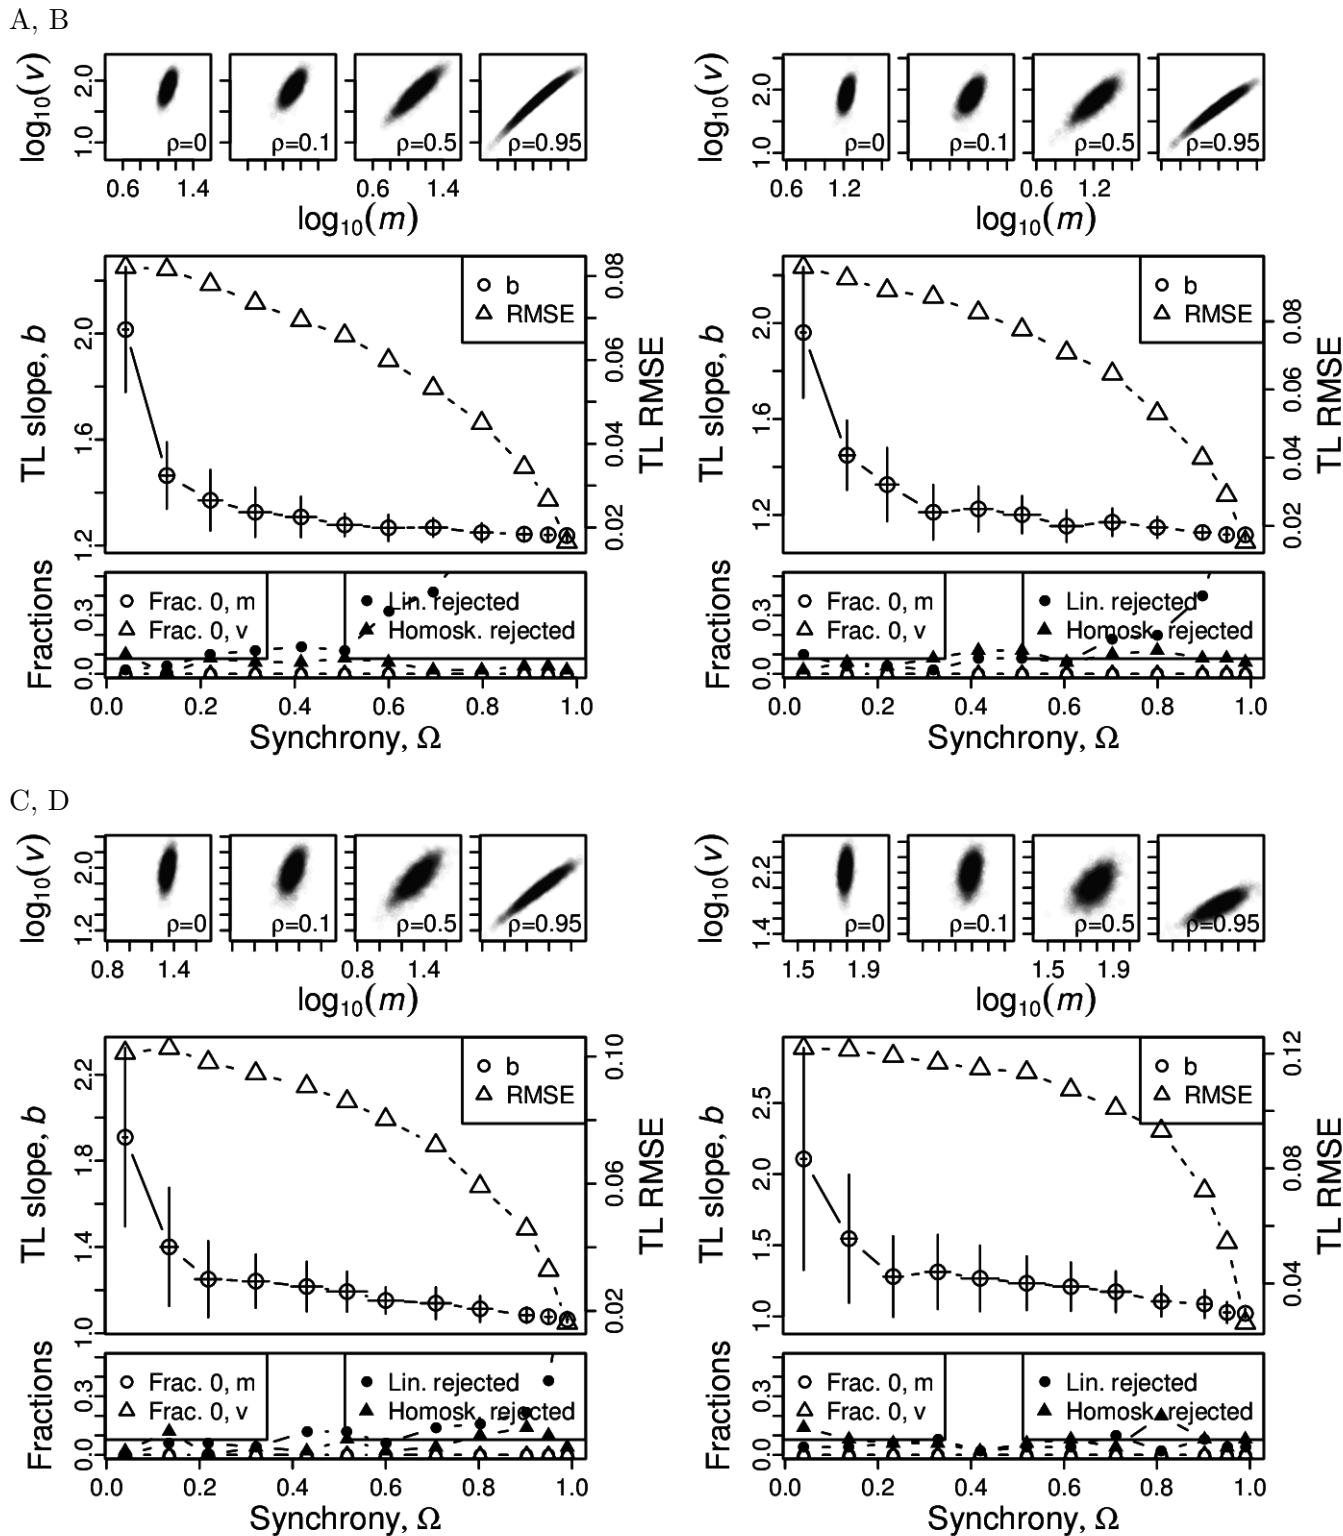 A, B
log10(v)
2.0
1.0
ρ=0
ρ=0.1
ρ=0.5
ρ=0.95
0.6 1.4 0.6 1.4
log10(m)
TL slope, b
2.0
1.6
1.2
b
RMSE
TL RMSE
0.08
0.06
0.04
0.02
Fractions
0.3
0.0
Frac. 0, m
Frac. 0, v
Lin. rejected
Homosk. rejected
0.0 0.2 0.4 0.6 0.8 1.0
Synchrony, Ω
log10(v)
2.0
1.0
ρ=0
ρ=0.1
ρ=0.5
ρ=0.95
0.6 1.2 0.6 1.2
log10(m)
TL slope, b
2.0
1.6
1.2
b
RMSE
TL RMSE
0.08
0.06
0.04
0.02
Fractions
0.3
0.0
Frac. 0, m
Frac. 0, v
Lin. rejected
Homosk. rejected
0.0 0.2 0.4 0.6 0.8 1.0
Synchrony, Ω
C, D
log10(v)
2.0
1.2
ρ=0
ρ=0.1
ρ=0.5
ρ=0.95
0.8 1.4 0.8 1.4
log10(m)
TL slope, b
2.2
1.8
1.4
1.0
b
RMSE
TL RMSE
0.10
0.06
0.02
Fractions
0.3
0.0
Frac. 0, m
Frac. 0, v
Lin. rejected
Homosk. rejected
0.0 0.2 0.4 0.6 0.8 1.0
Synchrony, Ω
log10(v)
2.2
1.4
ρ=0
ρ=0.1
ρ=0.5
ρ=0.95
1.5 1.9 1.5 1.9
log10(m)
TL slope, b
2.5
2.0
1.5
1.0
b
RMSE
TL RMSE
0.12
0.08
0.04
Fractions
0.3
0.0
Frac. 0, m
Frac. 0, v
Lin. rejected
Homosk. rejected
0.0 0.2 0.4 0.6 0.8 1.0
Synchrony, Ω